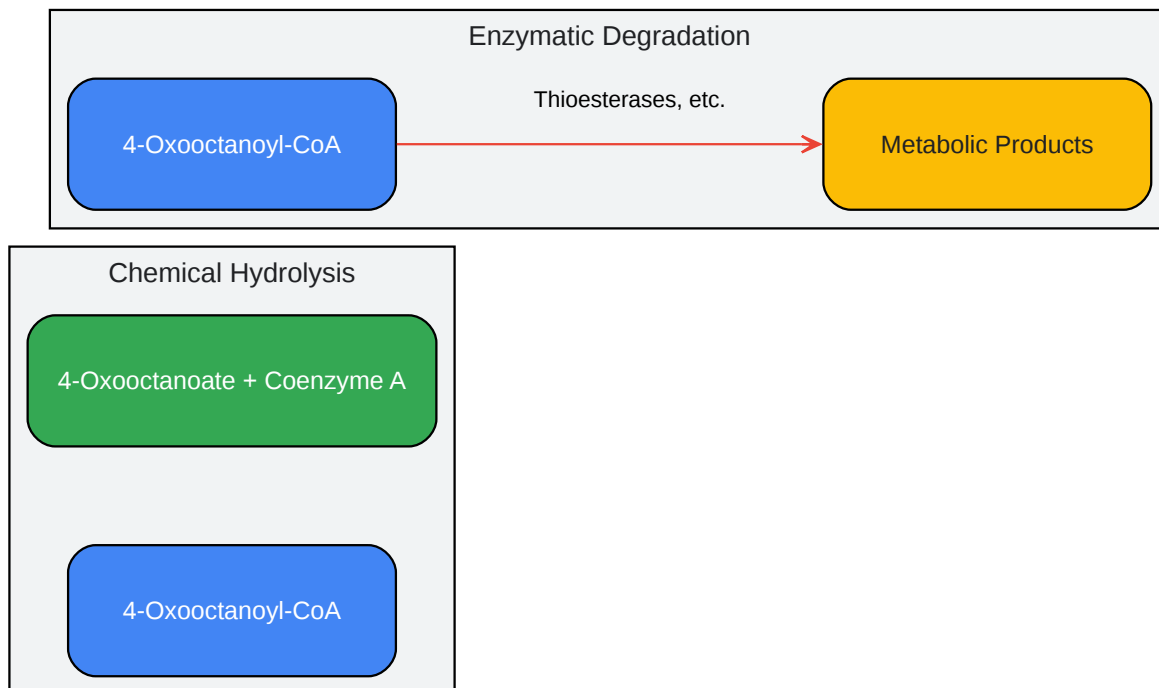 Enzymatic Degradation
4-Oxooctanoyl-CoA
Thioesterases, etc.
Metabolic Products
Chemical Hydrolysis
4-Oxooctanoate + Coenzyme A
4-Oxooctanoyl-CoA